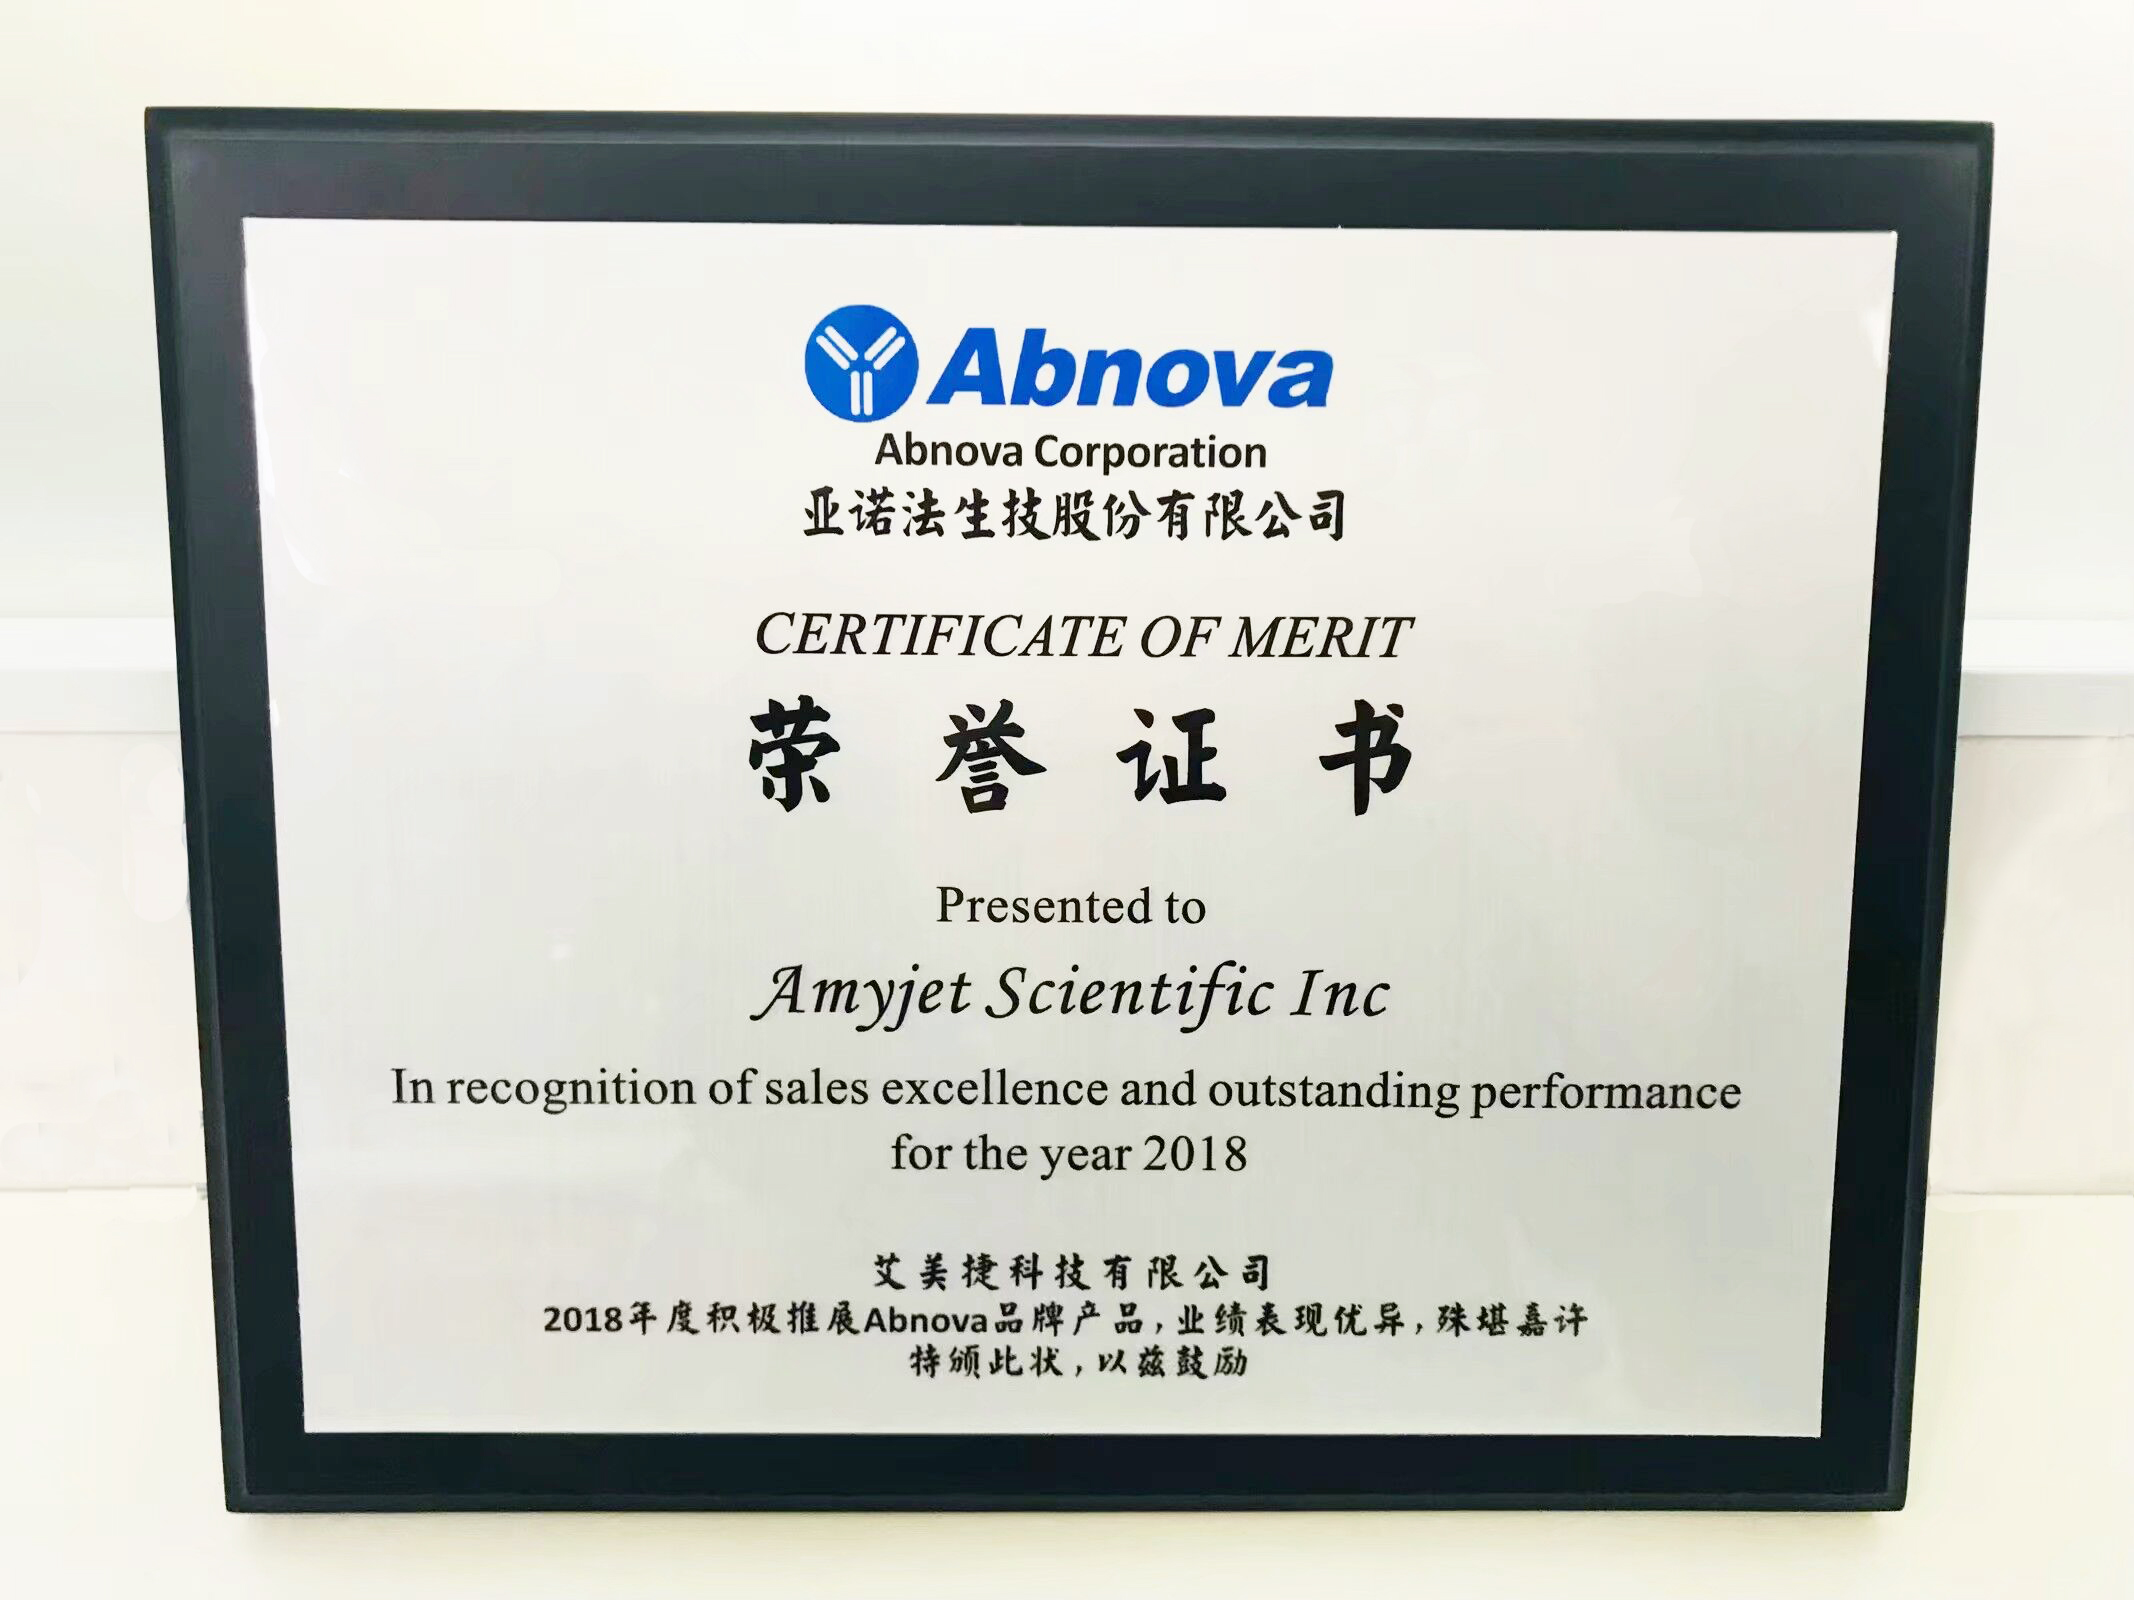 Abnova
Abnova Corporation
亚诺法生技股份有限公司
CERTIFICATE OF MERIT
荣誉证书
Presented to
Amyjet Scientific Inc
In recognition of sales excellence and outstanding performance
for the year 2018
艾美捷科技有限公司
2018年度积极推展Abnova品牌产品,业绩表现优异,殊堪嘉许
特颁此状,以兹鼓励